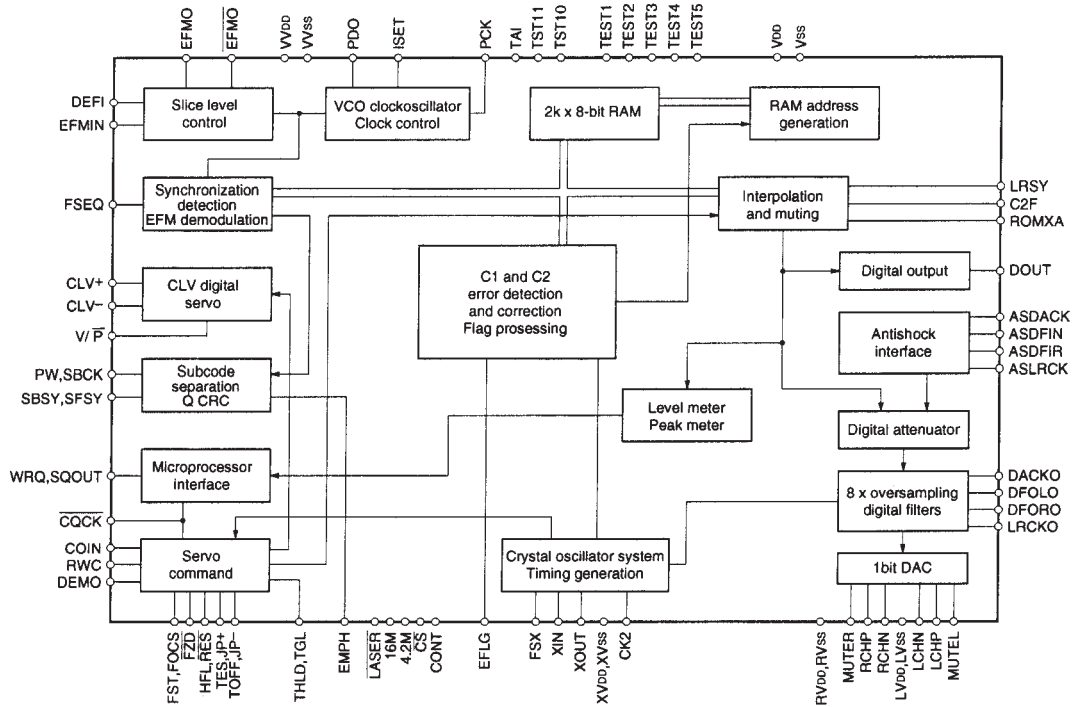 EFMO
EFMO
VVDD
VVSS
PDO
ISET
PCK
TAI
TST11
TST10
TEST1
TEST2
TEST3
TEST4
TEST5
VDD
VSS
DEFI
EFMIN
Slice level
control
VCO clockoscillator
Clock control
2k x 8-bit RAM
RAM address
generation
FSEQ
Synchronization
detection
EFM demodulation
Interpolation
and muting
LRSY
C2F
ROMXA
CLV+
CLV–
V/P
CLV digital
servo
C1 and C2
error detection
and correction
Flag prosessing
Digital output
DOUT
Antishock
interface
ASDACK
ASDFIN
ASDFIR
ASLRCK
PW,SBCK
SBSY,SFSY
Subcode
separation
Q CRC
Level meter
Peak meter
Digital attenuator
WRQ,SQOUT
Microprocessor
interface
8 x oversampling
digital filters
DACKO
DFOLO
DFORO
LRCKO
CQCK
COIN
RWC
DEMO
Servo
command
Crystal oscillator system
Timing generation
1bit DAC
FST,FOCS
FZD
HFL,RES
TES,JP+
TOFF,JP–
THLD,TGL
EMPH
LASER
16M
4.2M
CS
CONT
EFLG
FSX
XIN
XOUT
XVDD,XVSS
CK2
RVDD,RVSS
MUTER
RCHP
RCHN
LVDD,LVSS
LCHN
LCHP
MUTEL